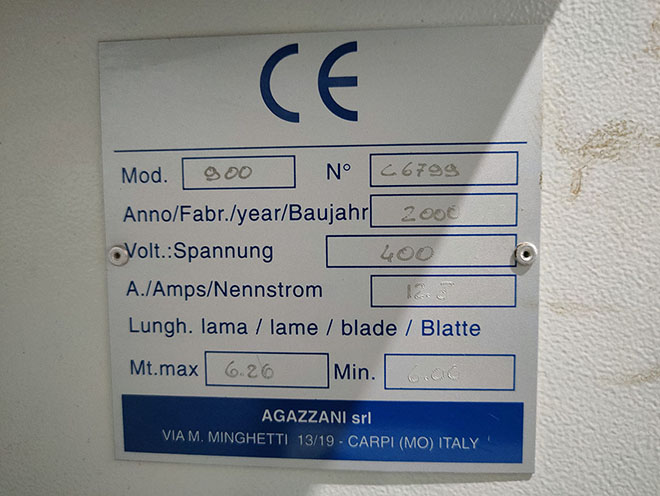 CE
Mod. 900 N° C6799
Anno/Fabr./year/Baujahr 2000
Volt.:Spannung 400
A./Amps/Nennstrom 12.5
Lungh. lama / lame / blade / Blatte
Mt.max 6.26 Min. 6.06
AGAZZANI srl
VIA M. MINGHETTI 13/19 - CARPI (MO) ITALY